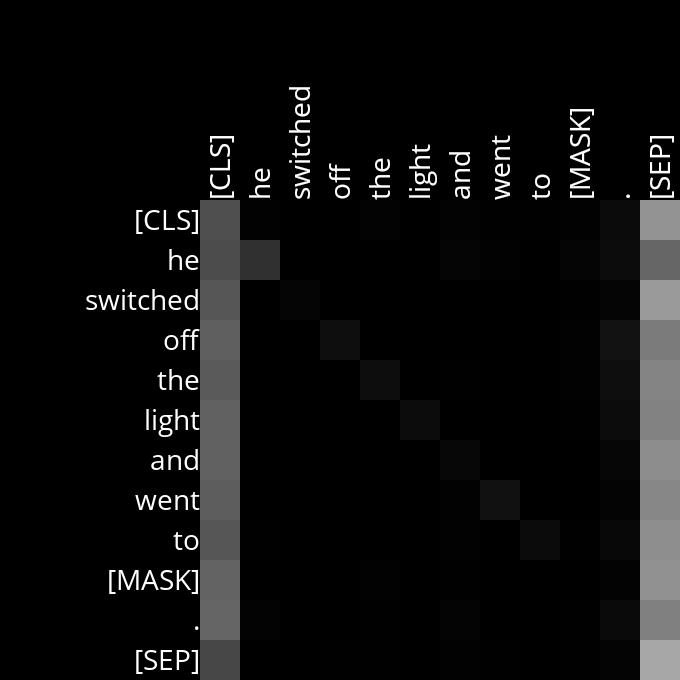 [CLS] he switched off the light and went to [MASK] . [SEP]
[CLS]
he
switched
off
the
light
and
went
to
[MASK]
.
[SEP]